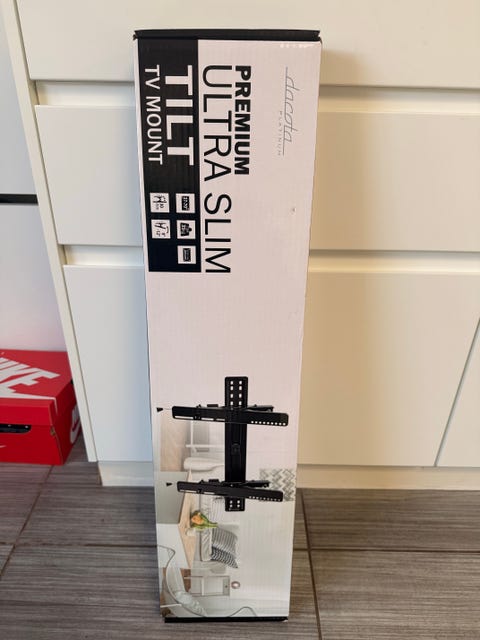 dacota
PLATINUM
PREMIUM
ULTRA SLIM
TILT
TV MOUNT
NIKE